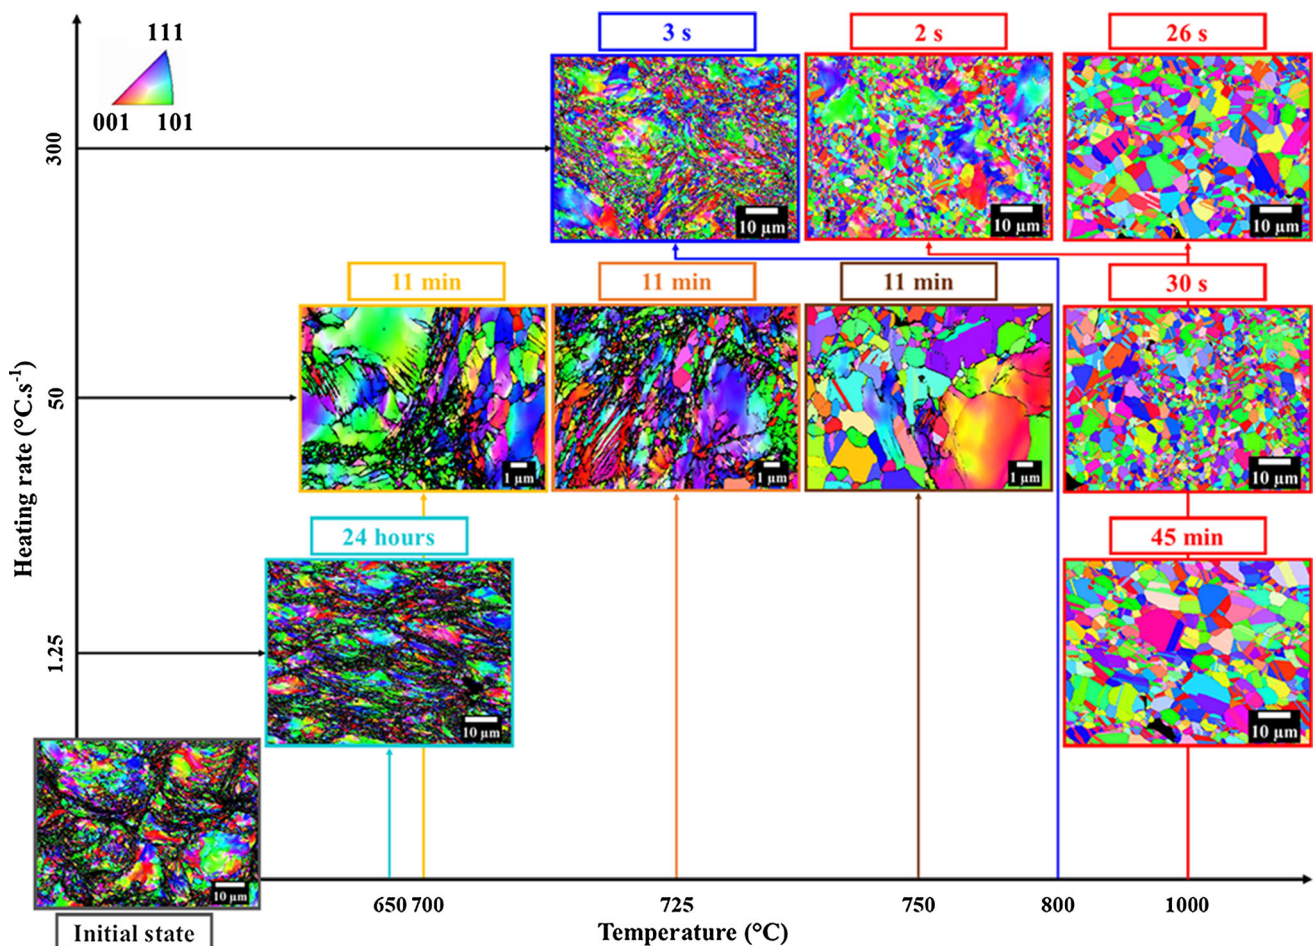 111
001 101
3 s
2 s
26 s
10 µm
10 µm
10 µm
300
11 min
11 min
11 min
30 s
1 µm
1 µm
1 µm
10 µm
50
Heating rate (°C.s-1)
24 hours
45 min
10 µm
10 µm
1.25
10 µm
Initial state
650 700 725 750 800 1000
Temperature (°C)